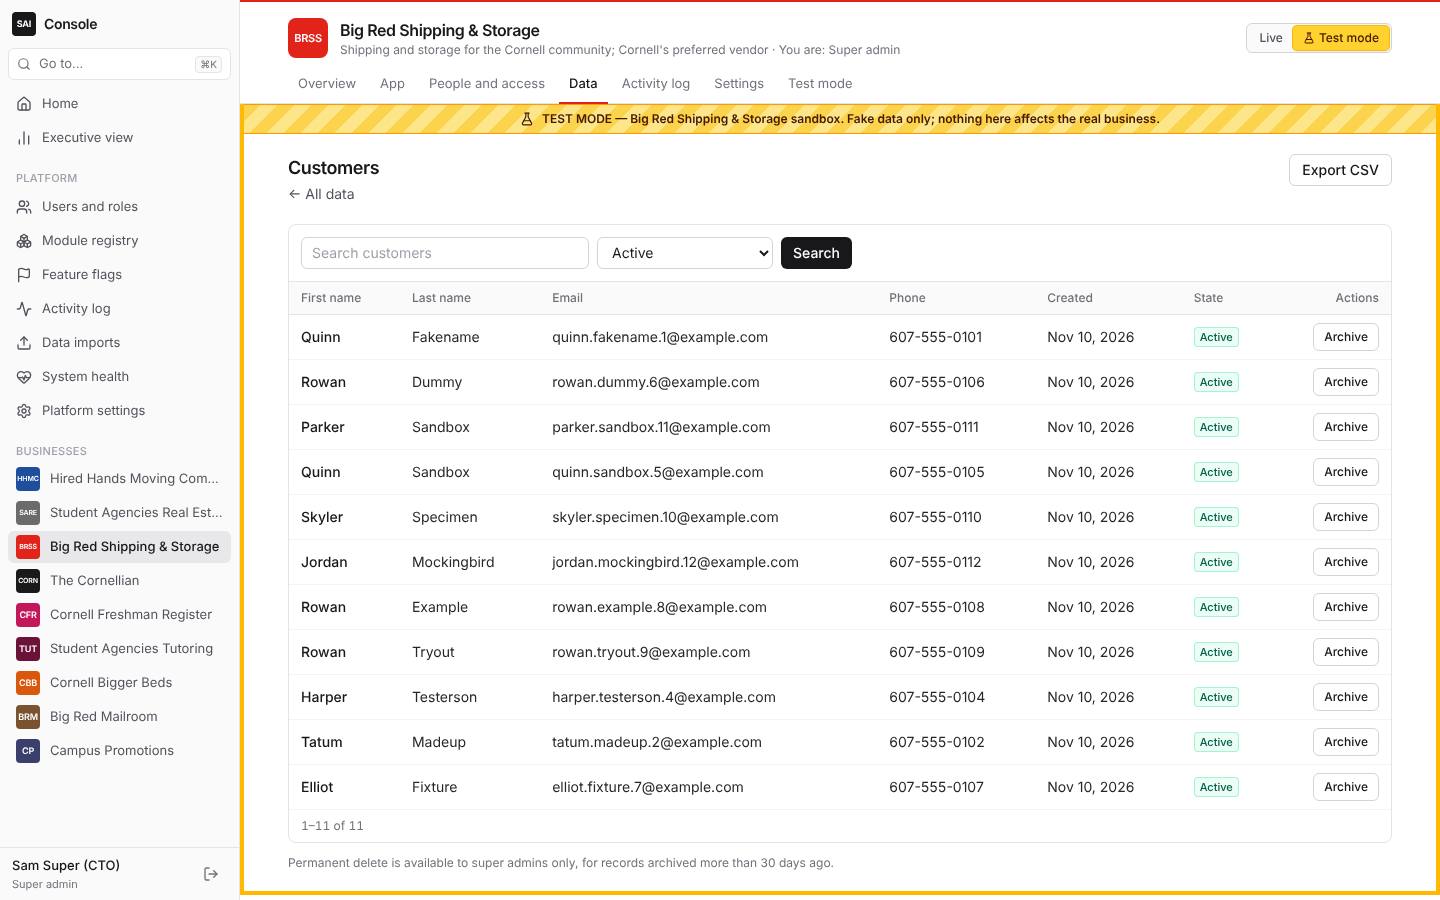 SAI Console
Go to... ⌘K
Home
Executive view
PLATFORM
Users and roles
Module registry
Feature flags
Activity log
Data imports
System health
Platform settings
BUSINESSES
HHMC Hired Hands Moving Com...
SARE Student Agencies Real Est...
BRSS Big Red Shipping & Storage
CORN The Cornellian
CFR Cornell Freshman Register
TUT Student Agencies Tutoring
CBB Cornell Bigger Beds
BRM Big Red Mailroom
CP Campus Promotions
Sam Super (CTO)
Super admin
BRSS Big Red Shipping & Storage
Shipping and storage for the Cornell community; Cornell's preferred vendor · You are: Super admin
Live Test mode
Overview App People and access Data Activity log Settings Test mode
TEST MODE — Big Red Shipping & Storage sandbox. Fake data only; nothing here affects the real business.
Customers
← All data
Export CSV
Search customers Active Search
First name Last name Email Phone Created State Actions
Quinn Fakename quinn.fakename.1@example.com 607-555-0101 Nov 10, 2026 Active Archive
Rowan Dummy rowan.dummy.6@example.com 607-555-0106 Nov 10, 2026 Active Archive
Parker Sandbox parker.sandbox.11@example.com 607-555-0111 Nov 10, 2026 Active Archive
Quinn Sandbox quinn.sandbox.5@example.com 607-555-0105 Nov 10, 2026 Active Archive
Skyler Specimen skyler.specimen.10@example.com 607-555-0110 Nov 10, 2026 Active Archive
Jordan Mockingbird jordan.mockingbird.12@example.com 607-555-0112 Nov 10, 2026 Active Archive
Rowan Example rowan.example.8@example.com 607-555-0108 Nov 10, 2026 Active Archive
Rowan Tryout rowan.tryout.9@example.com 607-555-0109 Nov 10, 2026 Active Archive
Harper Testerson harper.testerson.4@example.com 607-555-0104 Nov 10, 2026 Active Archive
Tatum Madeup tatum.madeup.2@example.com 607-555-0102 Nov 10, 2026 Active Archive
Elliot Fixture elliot.fixture.7@example.com 607-555-0107 Nov 10, 2026 Active Archive
1–11 of 11
Permanent delete is available to super admins only, for records archived more than 30 days ago.